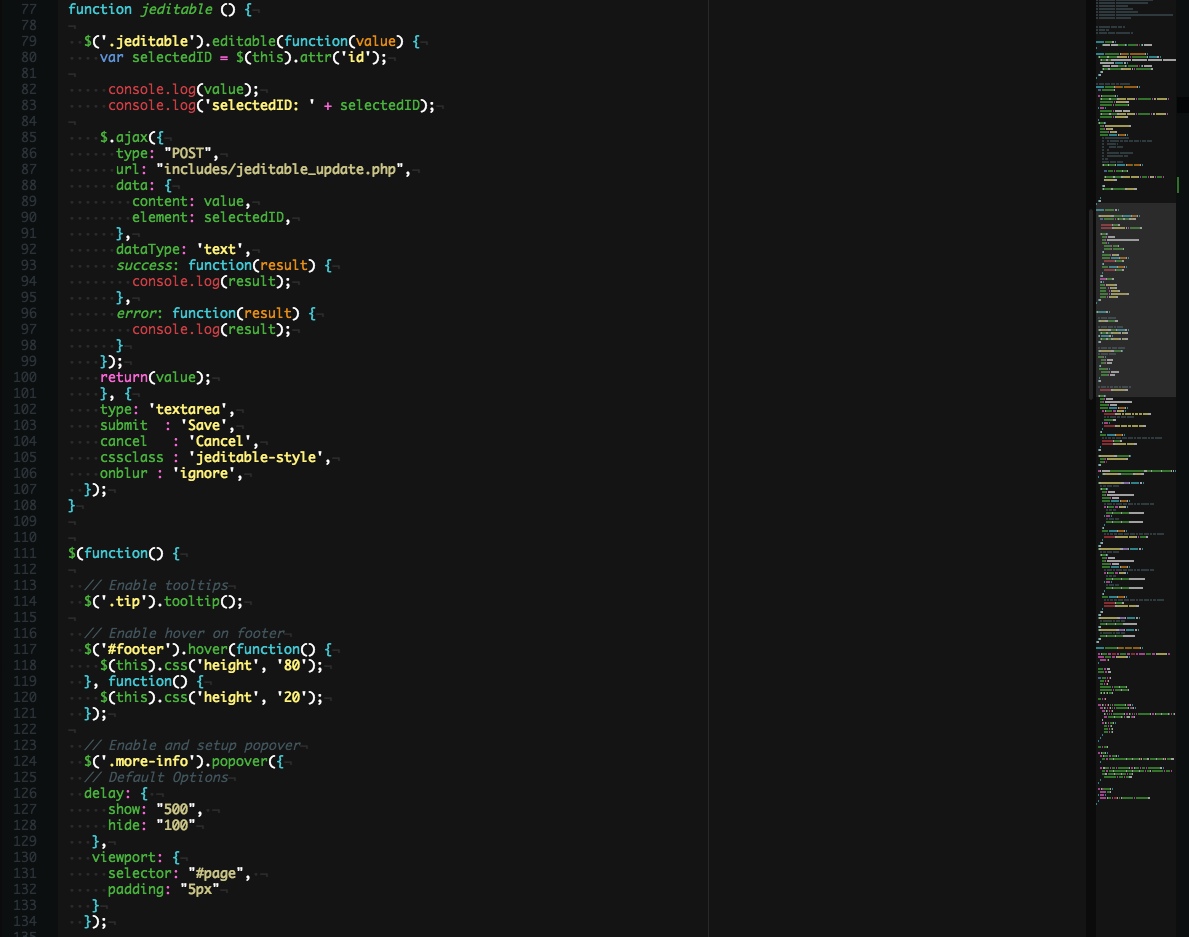 77 function jeditable () {
78
79 $('.jeditable').editable(function(value) {
80 var selectedID = $(this).attr('id');
81
82 console.log(value);
83 console.log('selectedID: ' + selectedID);
84
85 $.ajax({
86 type: "POST",
87 url: "includes/jeditable_update.php",
88 data: {
89 content: value,
90 element: selectedID,
91 },
92 dataType: 'text',
93 success: function(result) {
94 console.log(result);
95 },
96 error: function(result) {
97 console.log(result);
98 }
99 });
100 return(value);
101 }, {
102 type: 'textarea',
103 submit  : 'Save',
104 cancel   : 'Cancel',
105 cssclass : 'jeditable-style',
106 onblur : 'ignore',
107 });
108 }
109
110
111 $(function() {
112
113 // Enable tooltips
114 $('.tip').tooltip();
115
116 // Enable hover on footer
117 $('#footer').hover(function() {
118 $(this).css('height', '80');
119 }, function() {
120 $(this).css('height', '20');
121 });
122
123 // Enable and setup popover
124 $('.more-info').popover({
125 // Default Options
126 delay: {
127 show: "500",
128 hide: "100"
129 },
130 viewport: {
131 selector: "#page",
132 padding: "5px"
133 }
134 });